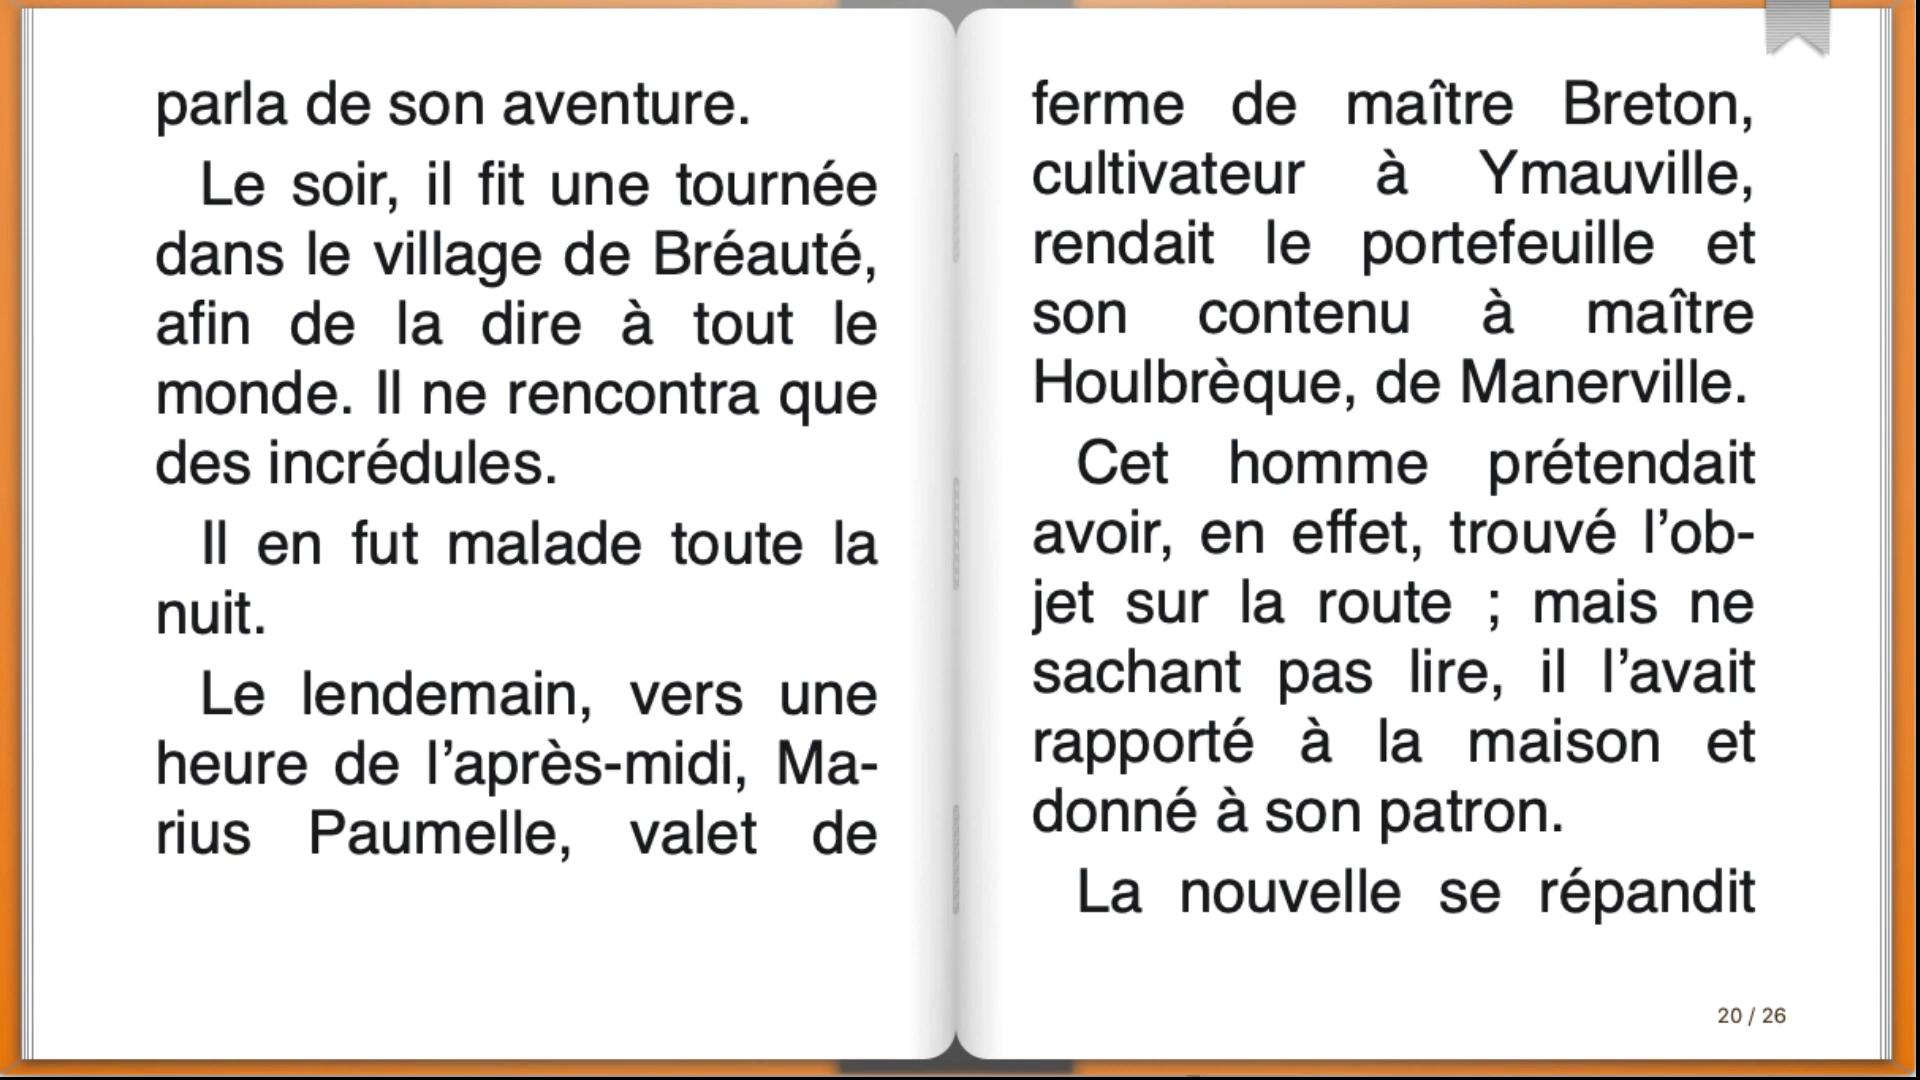 parla de son aventure.
Le soir, il fit une tournée
dans le village de Bréauté,
afin de la dire à tout le
monde. Il ne rencontra que
des incrédules.
Il en fut malade toute la
nuit.
Le lendemain, vers une
heure de l’après-midi, Ma-
rius Paumelle, valet de
ferme de maître Breton,
cultivateur à Ymauville,
rendait le portefeuille et
son contenu à maître
Houlbrèque, de Manerville.
Cet homme prétendait
avoir, en effet, trouvé l’ob-
jet sur la route ; mais ne
sachant pas lire, il l’avait
rapporté à la maison et
donné à son patron.
La nouvelle se répandit
20 / 26